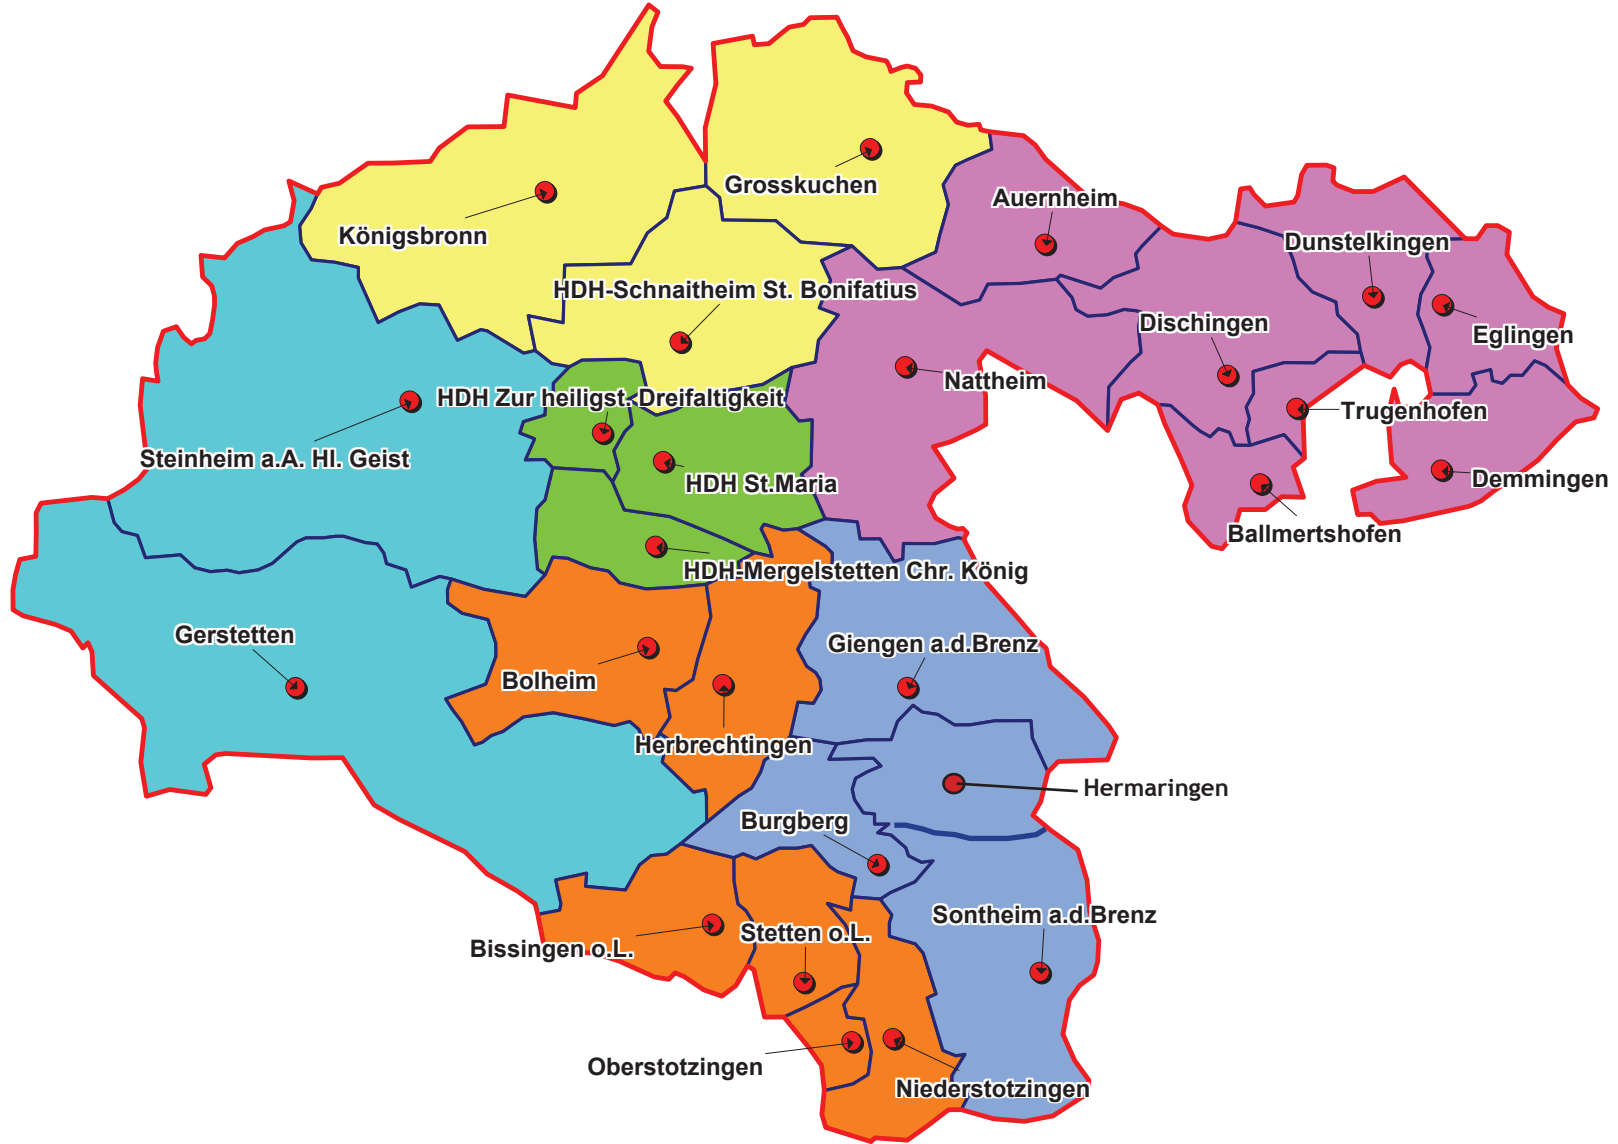 Grosskuchen
Auernheim
Königsbronn
Dunstelkingen
HDH-Schnaitheim St. Bonifatius
Dischingen
Eglingen
Nattheim
HDH Zur heiligst. Dreifaltigkeit
Trugenhofen
Steinheim a.A. Hl. Geist
HDH St.Maria
Demmingen
Ballmertshofen
HDH-Mergelstetten Chr. König
Gerstetten
Giengen a.d.Brenz
Bolheim
Herbrechtingen
Hermaringen
Burgberg
Sontheim a.d.Brenz
Stetten o.L.
Bissingen o.L.
Oberstotzingen
Niederstotzingen